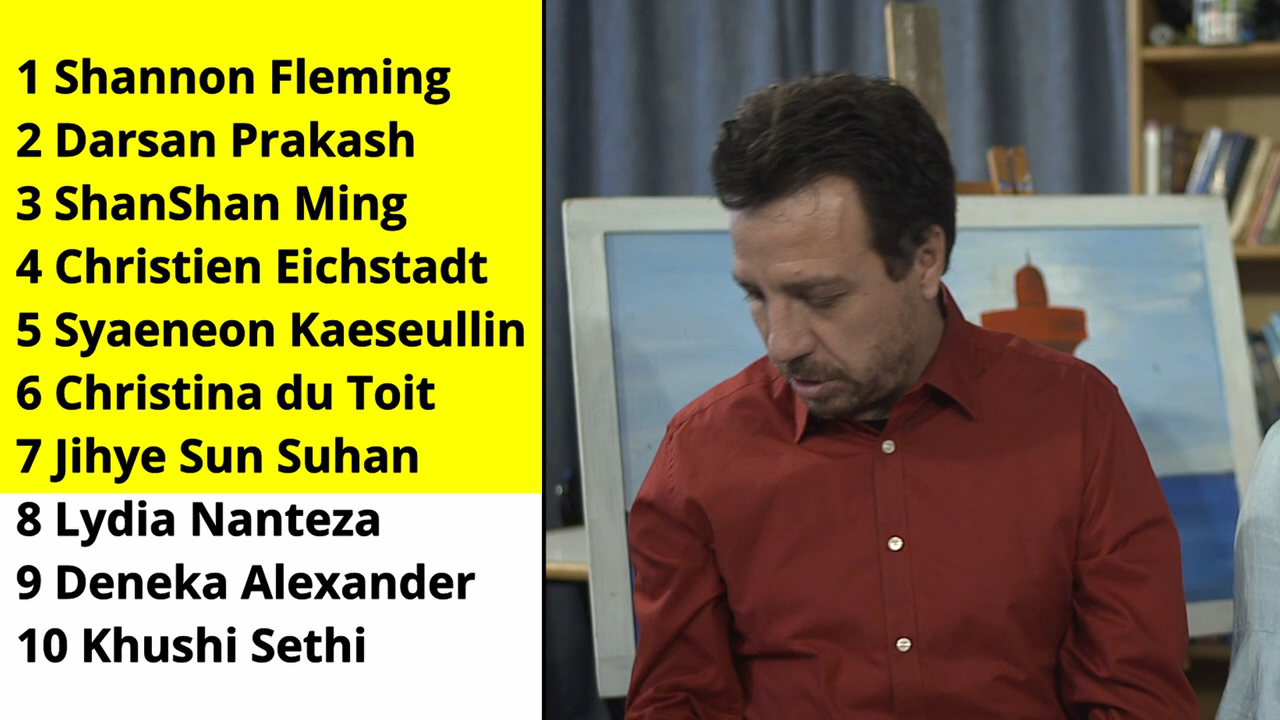 1 Shannon Fleming
2 Darsan Prakash
3 ShanShan Ming
4 Christien Eichstadt
5 Syaeneon Kaeseullin
6 Christina du Toit
7 Jihye Sun Suhan
8 Lydia Nanteza
9 Deneka Alexander
10 Khushi Sethi